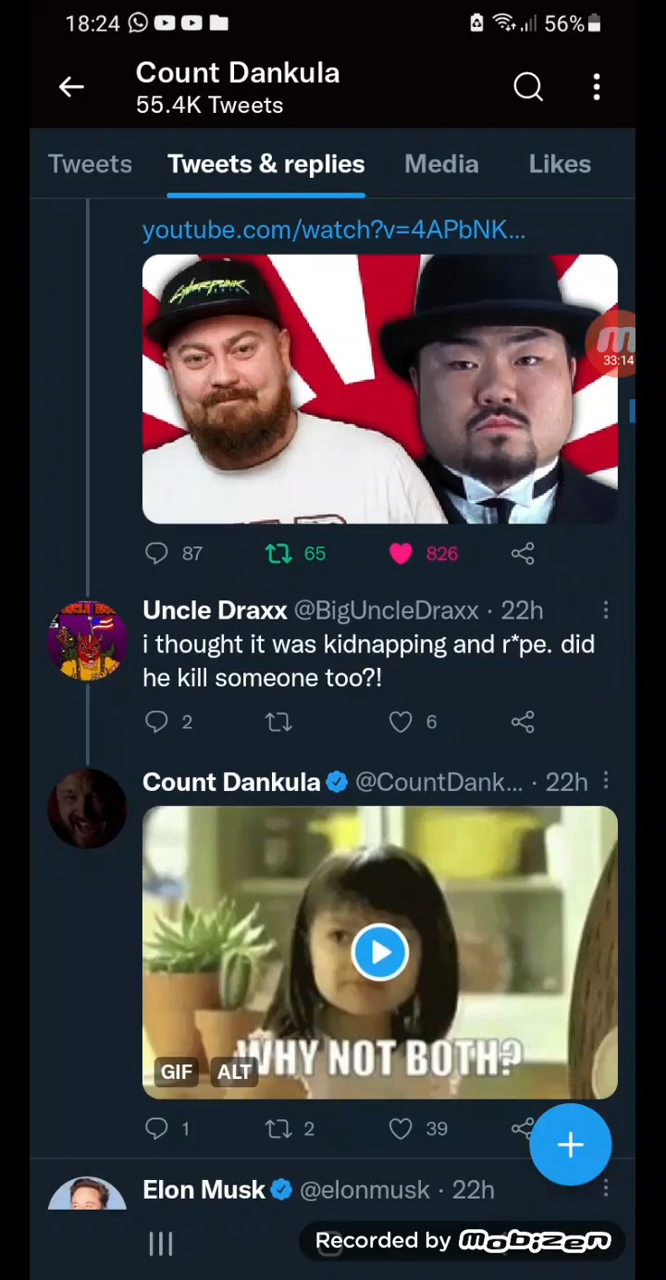 18:24 56%
Count Dankula
55.4K Tweets
Tweets Tweets & replies Media Likes
youtube.com/watch?v=4APbNK...
CYBERPUNK
33:14
87 65 826
Uncle Draxx @BigUncleDraxx · 22h
i thought it was kidnapping and r*pe. did
he kill someone too?!
2 6
Count Dankula @CountDank... · 22h
WHY NOT BOTH?
GIF ALT
1 2 39
Elon Musk @elonmusk · 22h
Recorded by mobizen